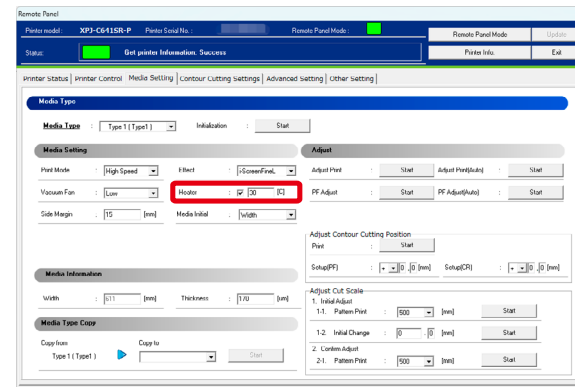 Remote Panel
Printer model : XPJ-C641SR-P Printer Serial No. : Remote Panel Mode : Remote Panel Mode Update
Status: Get printer Information. Success Printer Info. Exit
Printer Status Printer Control Media Setting Contour Cutting Settings Advanced Setting Other Setting
Media Type
Media Type : Type 1 ( Type1 ) Initialization : Start
Media Setting Adjust
Print Mode : High Speed Effect : i-ScreenFineL Adjust Print : Start Adjust Print(Auto) : Start
Vacuum Fan : Low Heater : 30 [C] PF Adjust : Start PF Adjust(Auto) : Start
Side Margin : 15 [mm] Media Initial : Width
Adjust Contour Cutting Position
Print : Start
Setup(PF) : + 0 . 0 [mm] Setup(CR) : + 0 . 0 [mm]
Media Information
Width : 611 [mm] Thickness : 170 [um]
Adjust Cut Scale
1. Initial Adjust
1-1. Pattern Print : 500 [mm] Start
1-2. Initial Change : 0 . 0 [mm] Start
2. Confirm Adjust
2-1. Pattern Print : 500 [mm] Start
Media Type Copy
Copy from Copy to
Type 1 ( Type1 ) Start